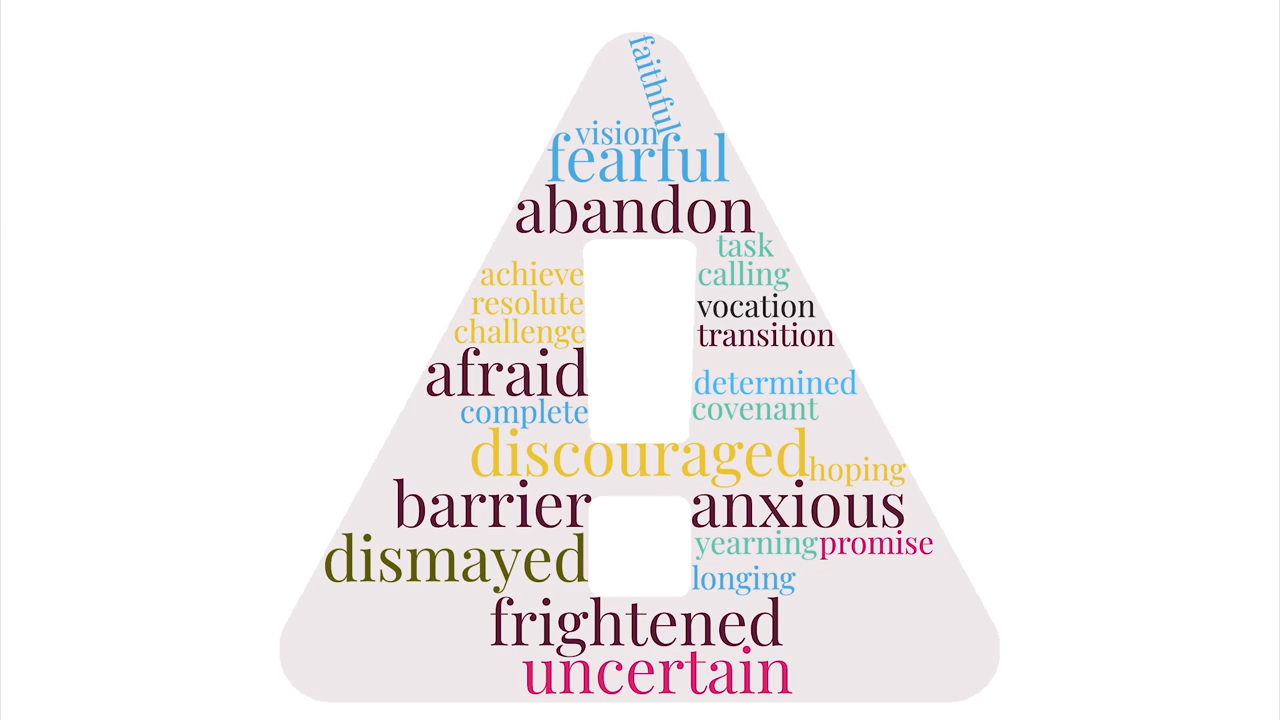 faithful
vision
fearful
abandon
task
achieve calling
resolute vocation
challenge transition
afraid determined
complete covenant
discouraged hoping
barrier anxious
dismayed yearning promise
longing
frightened
uncertain